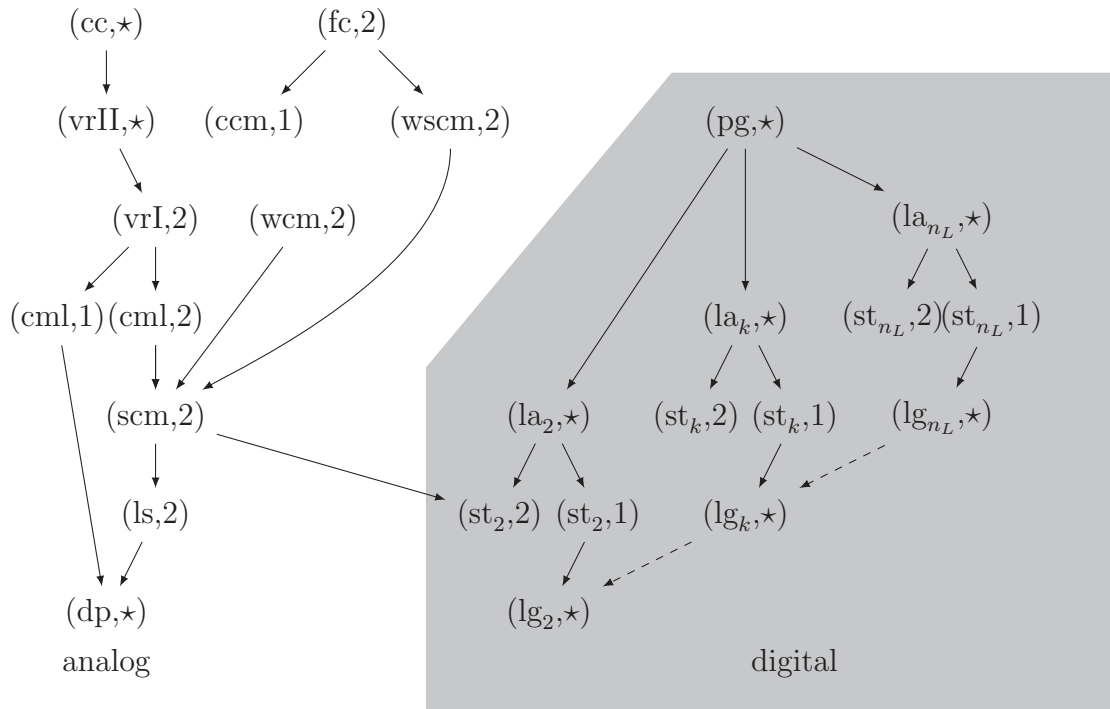 (cc,⋆) (fc,2)
(vrII,⋆) (ccm,1) (wscm,2) (pg,⋆)
(vrI,2) (wcm,2) (la_{n_L},⋆)
(cml,1)(cml,2) (la_k,⋆) (st_{n_L},2)(st_{n_L},1)
(scm,2) (la_2,⋆) (st_k,2) (st_k,1) (lg_{n_L},⋆)
(ls,2) (st_2,2) (st_2,1) (lg_k,⋆)
(dp,⋆) (lg_2,⋆)
analog digital